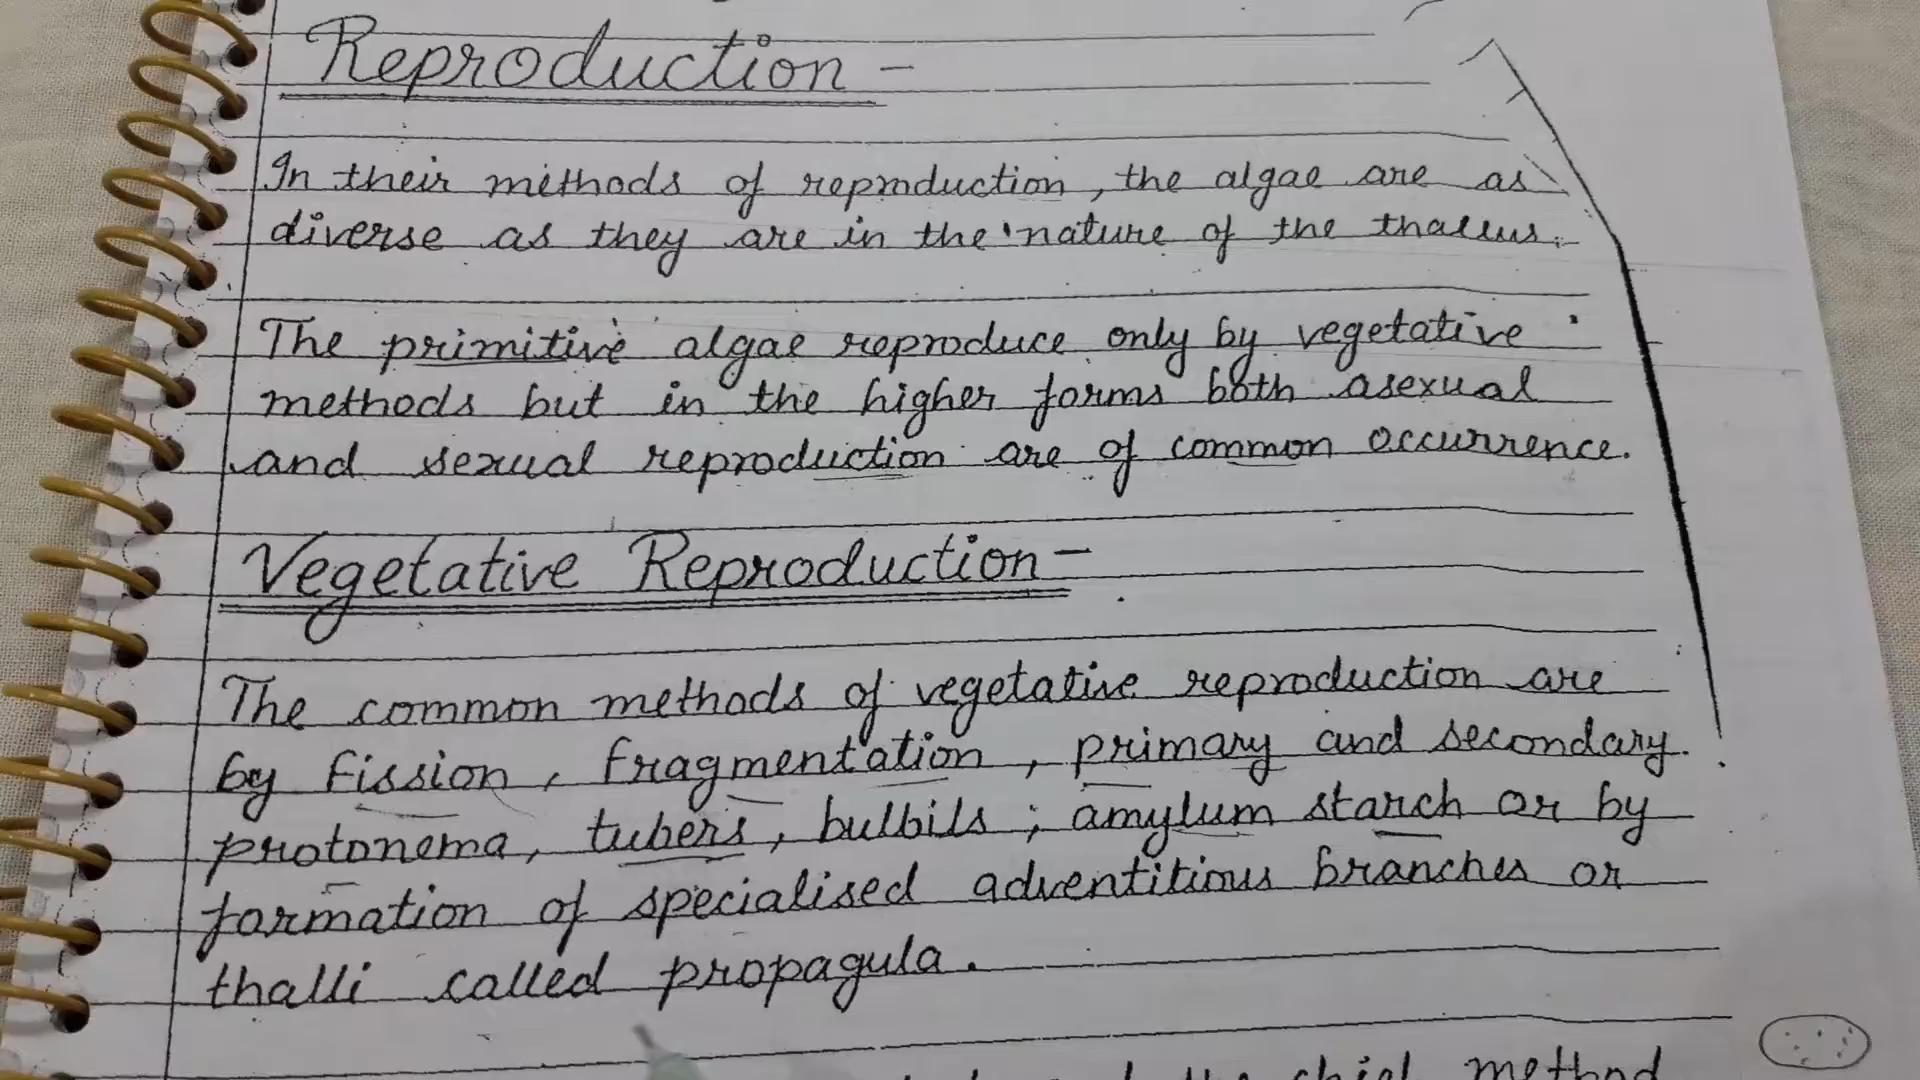 Reproduction -
In their methods of reproduction, the algae are as
diverse as they are in the nature of the thallus.
The primitive algae reproduce only by vegetative
methods but in the higher forms both asexual
and sexual reproduction are of common occurrence.
Vegetative Reproduction -
The common methods of vegetative reproduction are
by fission, fragmentation, primary and secondary
protonema, tubers, bulbils; amylum starch or by
formation of specialised adventitious branches or
thalli called propagula.
the chief method